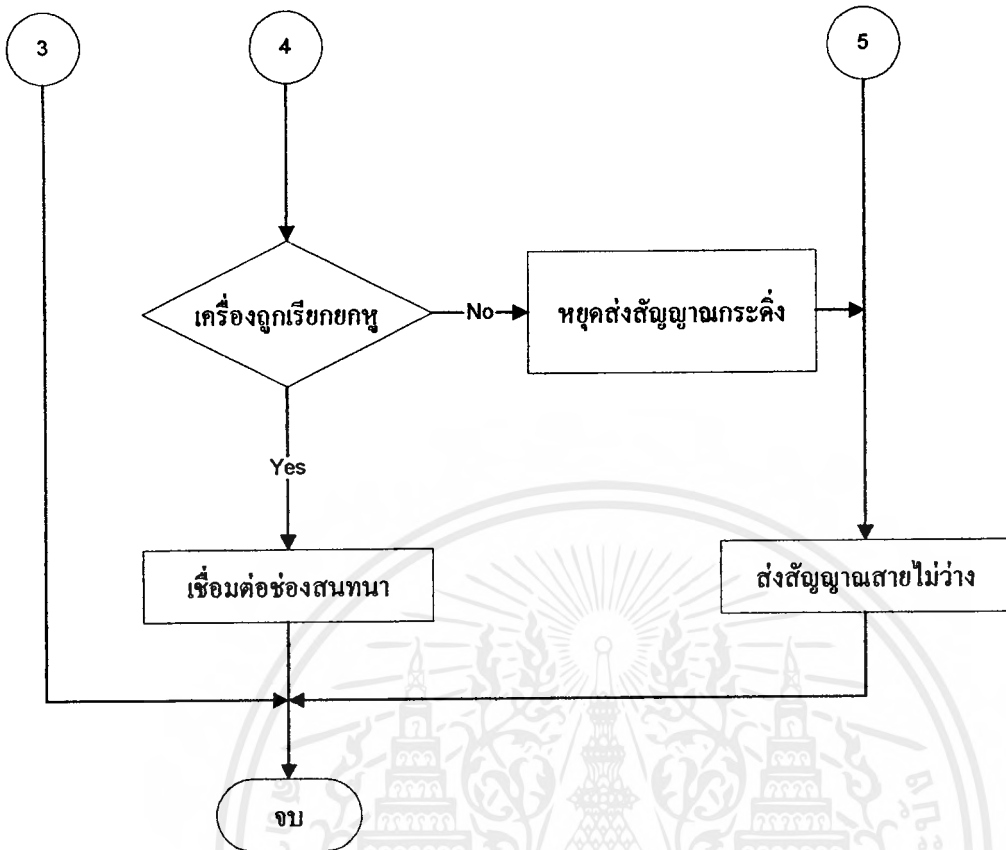 3
4
5
เครื่องถูกเรียกยกหู
No
หยุดส่งสัญญาณกระดิ่ง
Yes
เชื่อมต่อช่องสนทนา
ส่งสัญญาณสายไม่ว่าง
จบ